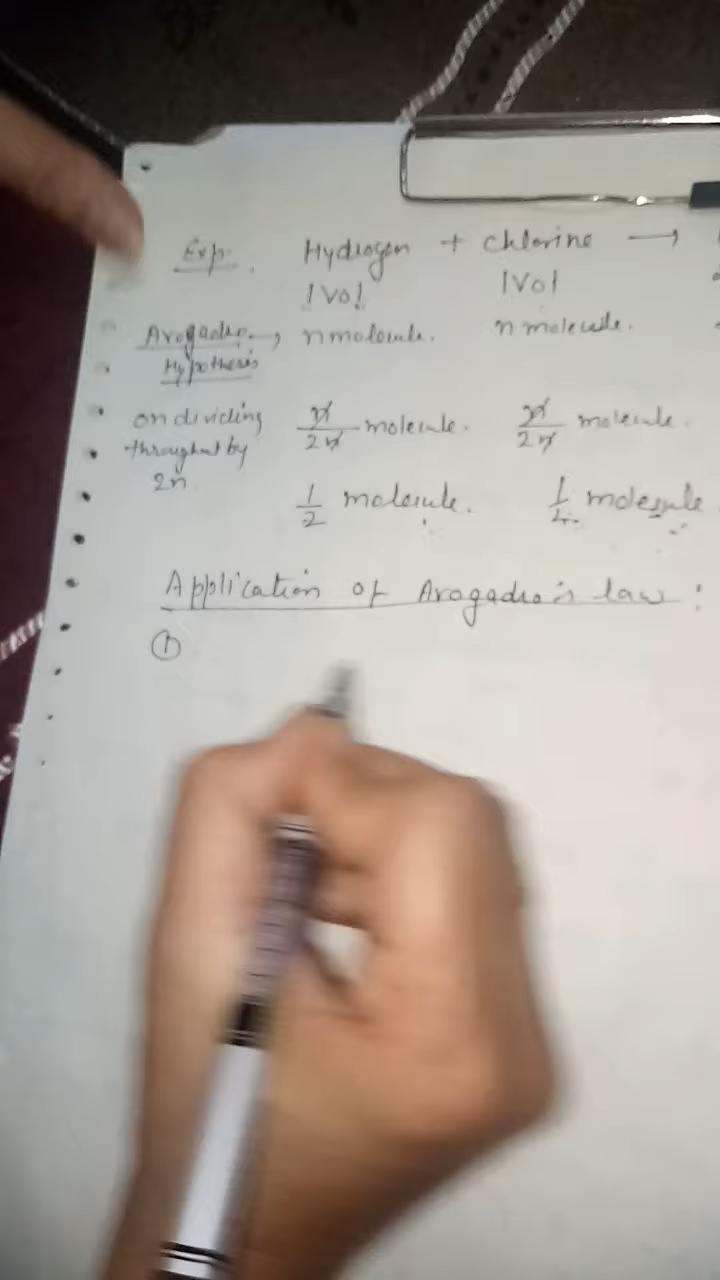 Exp. Hydrogen + chlorine →
1Vol 1Vol
Avogadro → n molecule. n molecule.
Hypothesis
on dividing n/2n molecule. n/2n molecule.
throughout by
2n. 1/2 molecule. 1/2 molecule
Application of Avogadro's law:
①